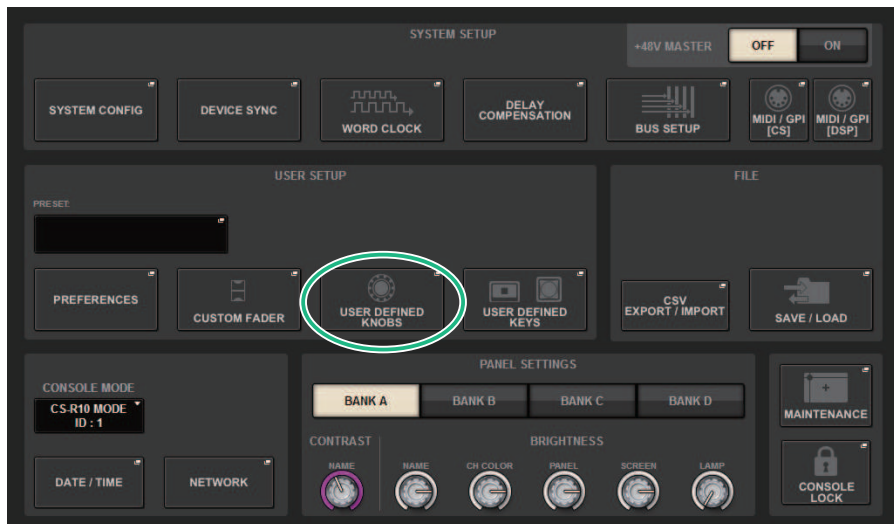 SYSTEM SETUP
+48V MASTER
OFF
ON
SYSTEM CONFIG
DEVICE SYNC
WORD CLOCK
DELAY
COMPENSATION
BUS SETUP
MIDI / GPI
[CS]
MIDI / GPI
[DSP]
USER SETUP
PRESET:
PREFERENCES
CUSTOM FADER
USER DEFINED
KNOBS
USER DEFINED
KEYS
FILE
CSV
EXPORT / IMPORT
SAVE / LOAD
CONSOLE MODE
CS-R10 MODE
ID : 1
DATE / TIME
NETWORK
PANEL SETTINGS
BANK A
BANK B
BANK C
BANK D
CONTRAST
BRIGHTNESS
NAME
NAME
CH COLOR
PANEL
SCREEN
LAMP
MAINTENANCE
CONSOLE
LOCK